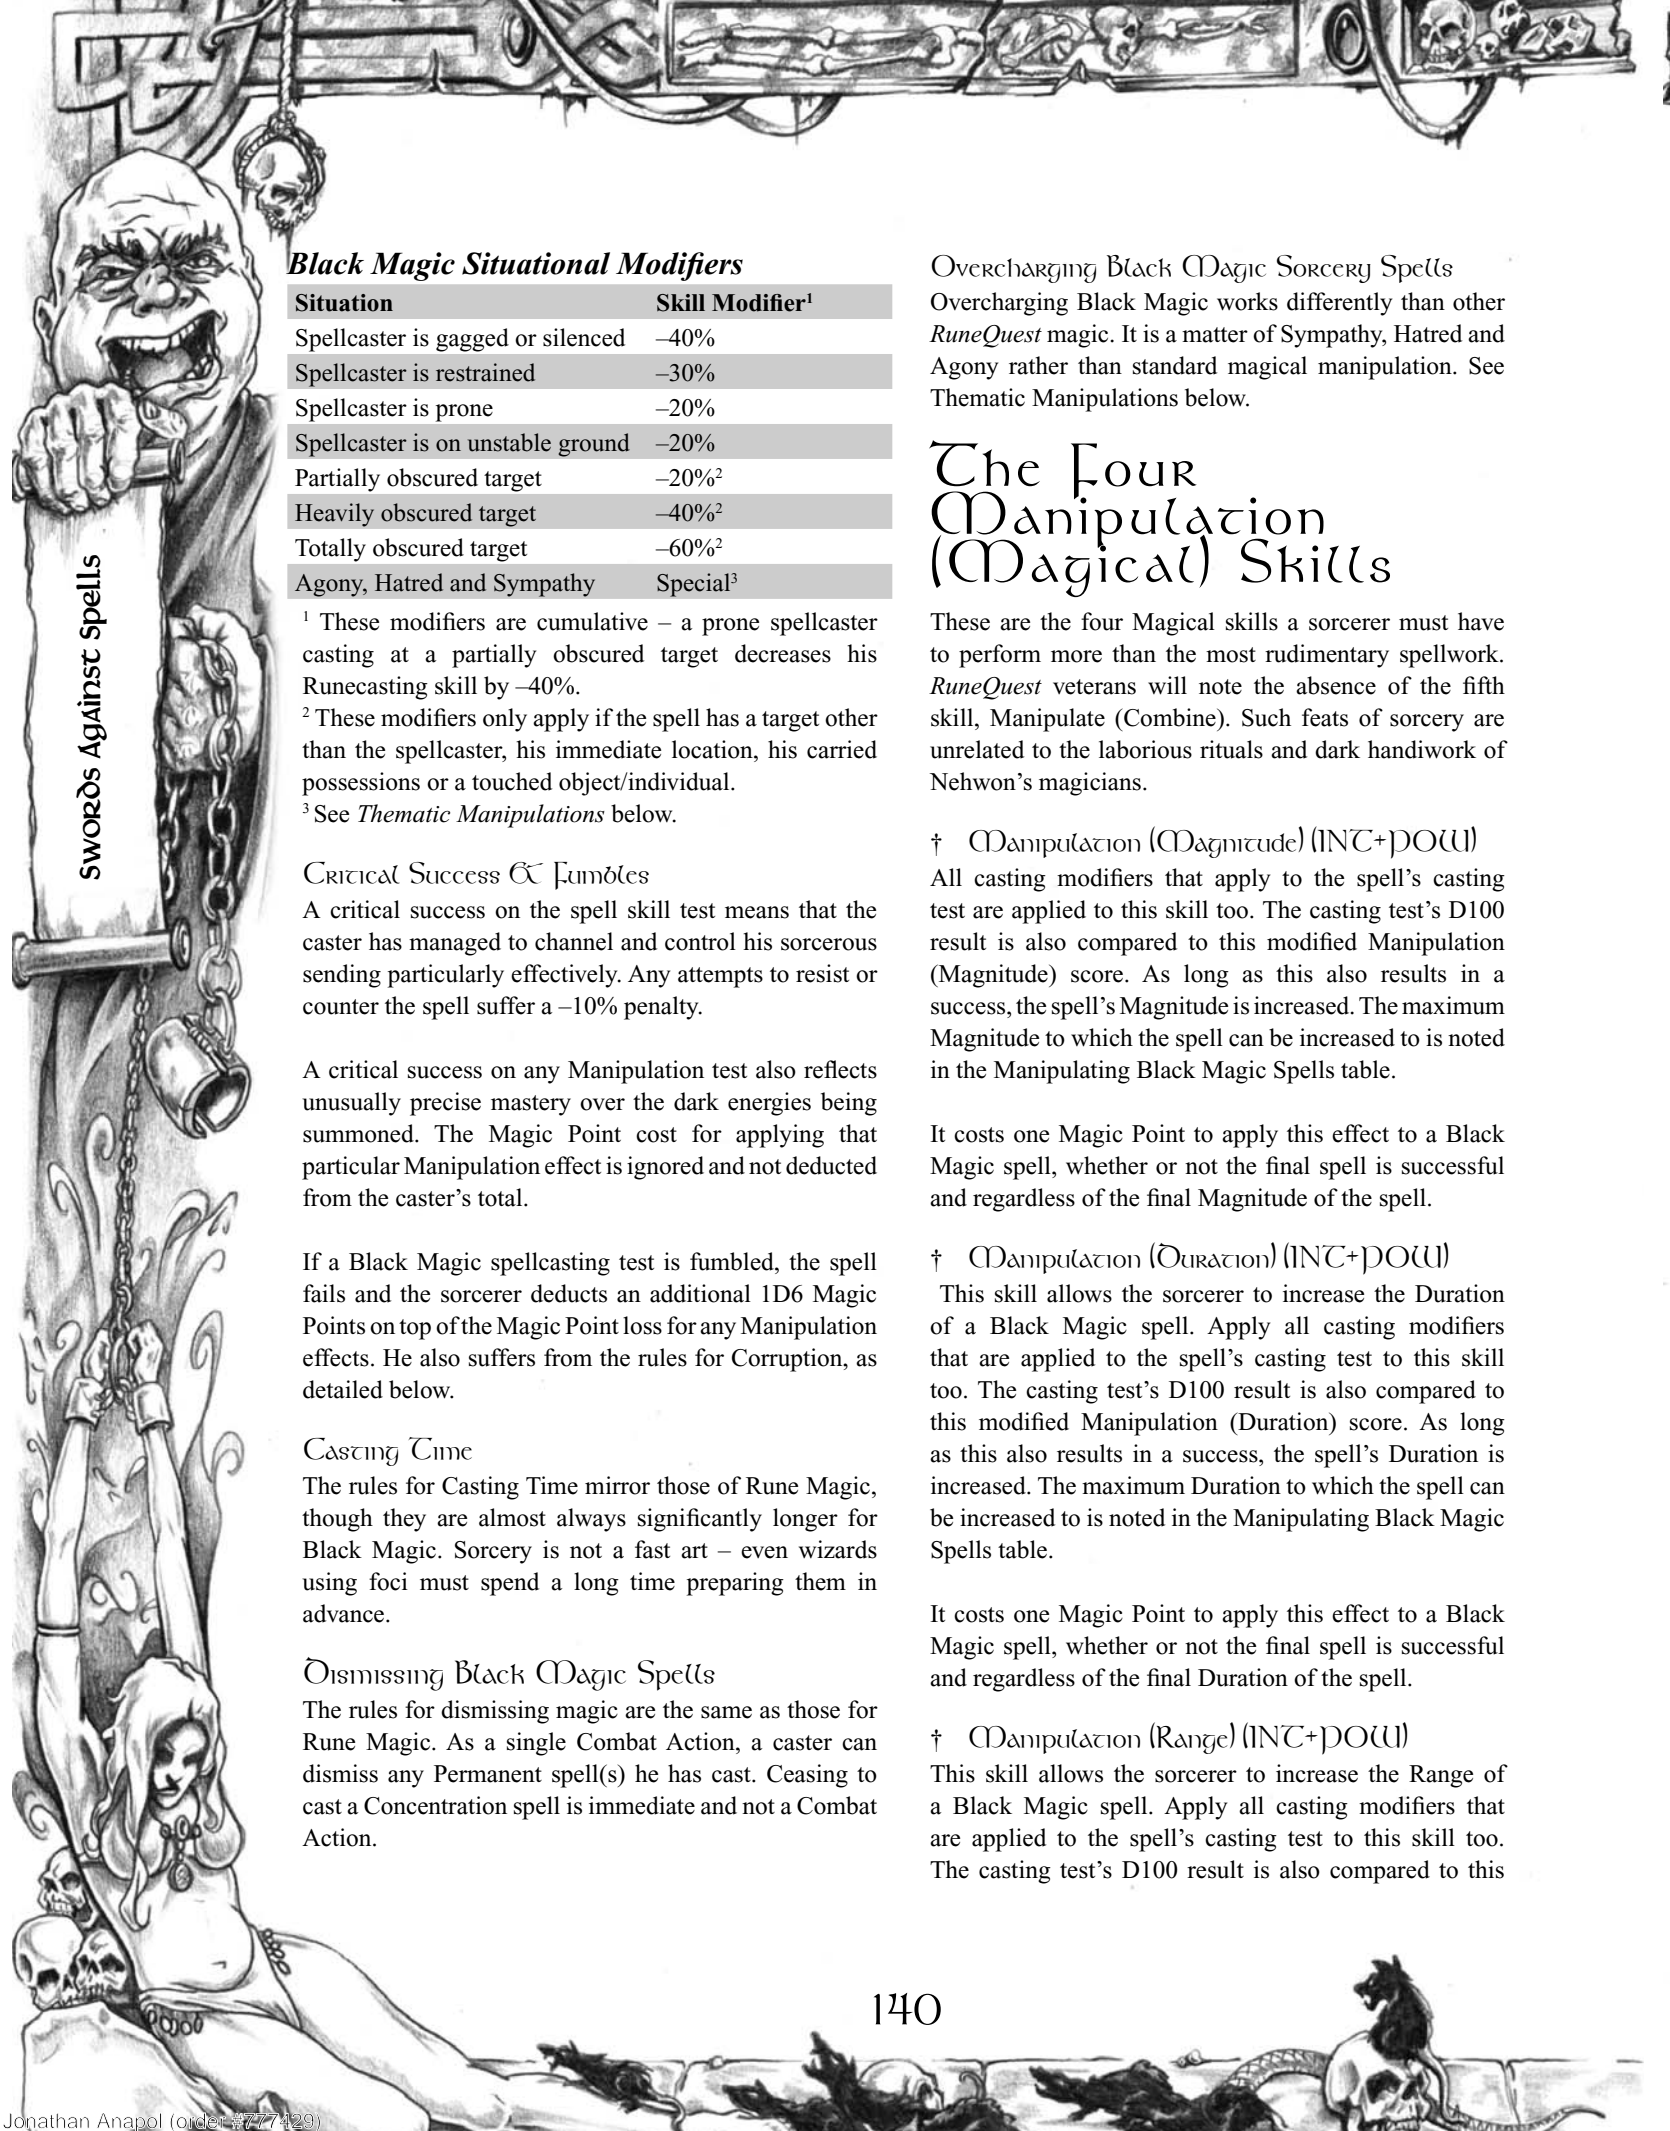 Swords Against Spells
Black Magic Situational Modifiers
Situation Skill Modifier¹
Spellcaster is gagged or silenced –40%
Spellcaster is restrained –30%
Spellcaster is prone –20%
Spellcaster is on unstable ground –20%
Partially obscured target –20%²
Heavily obscured target –40%²
Totally obscured target –60%²
Agony, Hatred and Sympathy Special³
¹ These modifiers are cumulative – a prone spellcaster
casting at a partially obscured target decreases his
Runecasting skill by –40%.
² These modifiers only apply if the spell has a target other
than the spellcaster, his immediate location, his carried
possessions or a touched object/individual.
³ See Thematic Manipulations below.
Critical Success & Fumbles
A critical success on the spell skill test means that the
caster has managed to channel and control his sorcerous
sending particularly effectively. Any attempts to resist or
counter the spell suffer a –10% penalty.
A critical success on any Manipulation test also reflects
unusually precise mastery over the dark energies being
summoned. The Magic Point cost for applying that
particular Manipulation effect is ignored and not deducted
from the caster's total.
If a Black Magic spellcasting test is fumbled, the spell
fails and the sorcerer deducts an additional 1D6 Magic
Points on top of the Magic Point loss for any Manipulation
effects. He also suffers from the rules for Corruption, as
detailed below.
Casting Time
The rules for Casting Time mirror those of Rune Magic,
though they are almost always significantly longer for
Black Magic. Sorcery is not a fast art – even wizards
using foci must spend a long time preparing them in
advance.
Dismissing Black Magic Spells
The rules for dismissing magic are the same as those for
Rune Magic. As a single Combat Action, a caster can
dismiss any Permanent spell(s) he has cast. Ceasing to
cast a Concentration spell is immediate and not a Combat
Action.
Overcharging Black Magic Sorcery Spells
Overcharging Black Magic works differently than other
RuneQuest magic. It is a matter of Sympathy, Hatred and
Agony rather than standard magical manipulation. See
Thematic Manipulations below.
The Four
Manipulation
(Magical) Skills
These are the four Magical skills a sorcerer must have
to perform more than the most rudimentary spellwork.
RuneQuest veterans will note the absence of the fifth
skill, Manipulate (Combine). Such feats of sorcery are
unrelated to the laborious rituals and dark handiwork of
Nehwon's magicians.
† Manipulation (Magnitude) (INT+POW)
All casting modifiers that apply to the spell's casting
test are applied to this skill too. The casting test's D100
result is also compared to this modified Manipulation
(Magnitude) score. As long as this also results in a
success, the spell's Magnitude is increased. The maximum
Magnitude to which the spell can be increased to is noted
in the Manipulating Black Magic Spells table.
It costs one Magic Point to apply this effect to a Black
Magic spell, whether or not the final spell is successful
and regardless of the final Magnitude of the spell.
† Manipulation (Duration) (INT+POW)
This skill allows the sorcerer to increase the Duration
of a Black Magic spell. Apply all casting modifiers
that are applied to the spell's casting test to this skill
too. The casting test's D100 result is also compared to
this modified Manipulation (Duration) score. As long
as this also results in a success, the spell's Duration is
increased. The maximum Duration to which the spell can
be increased to is noted in the Manipulating Black Magic
Spells table.
It costs one Magic Point to apply this effect to a Black
Magic spell, whether or not the final spell is successful
and regardless of the final Duration of the spell.
† Manipulation (Range) (INT+POW)
This skill allows the sorcerer to increase the Range of
a Black Magic spell. Apply all casting modifiers that
are applied to the spell's casting test to this skill too.
The casting test's D100 result is also compared to this
140
Jonathan Anapol (order #777429)